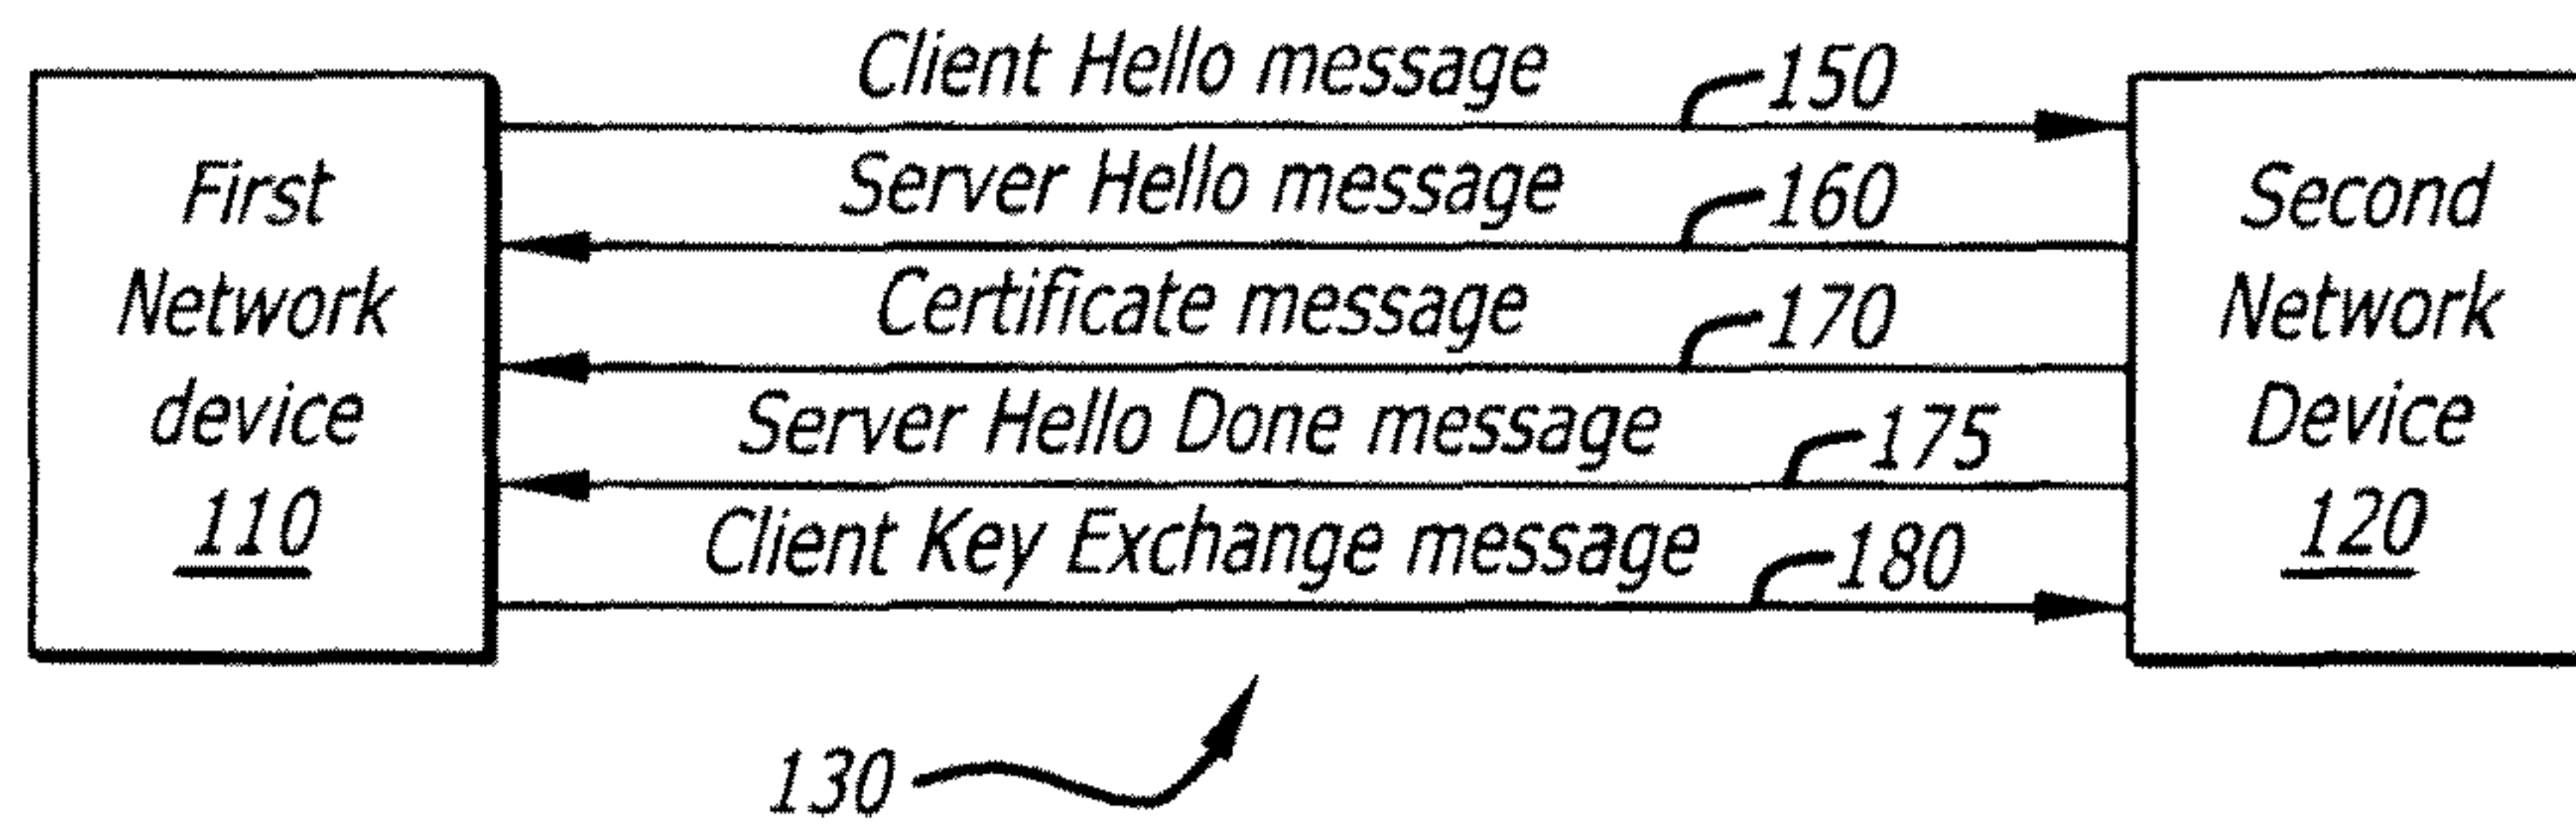 Client Hello message
150
Server Hello message
160
Certificate message
170
Server Hello Done message
175
Client Key Exchange message
180
First
Network
device
110
Second
Network
Device
120
130